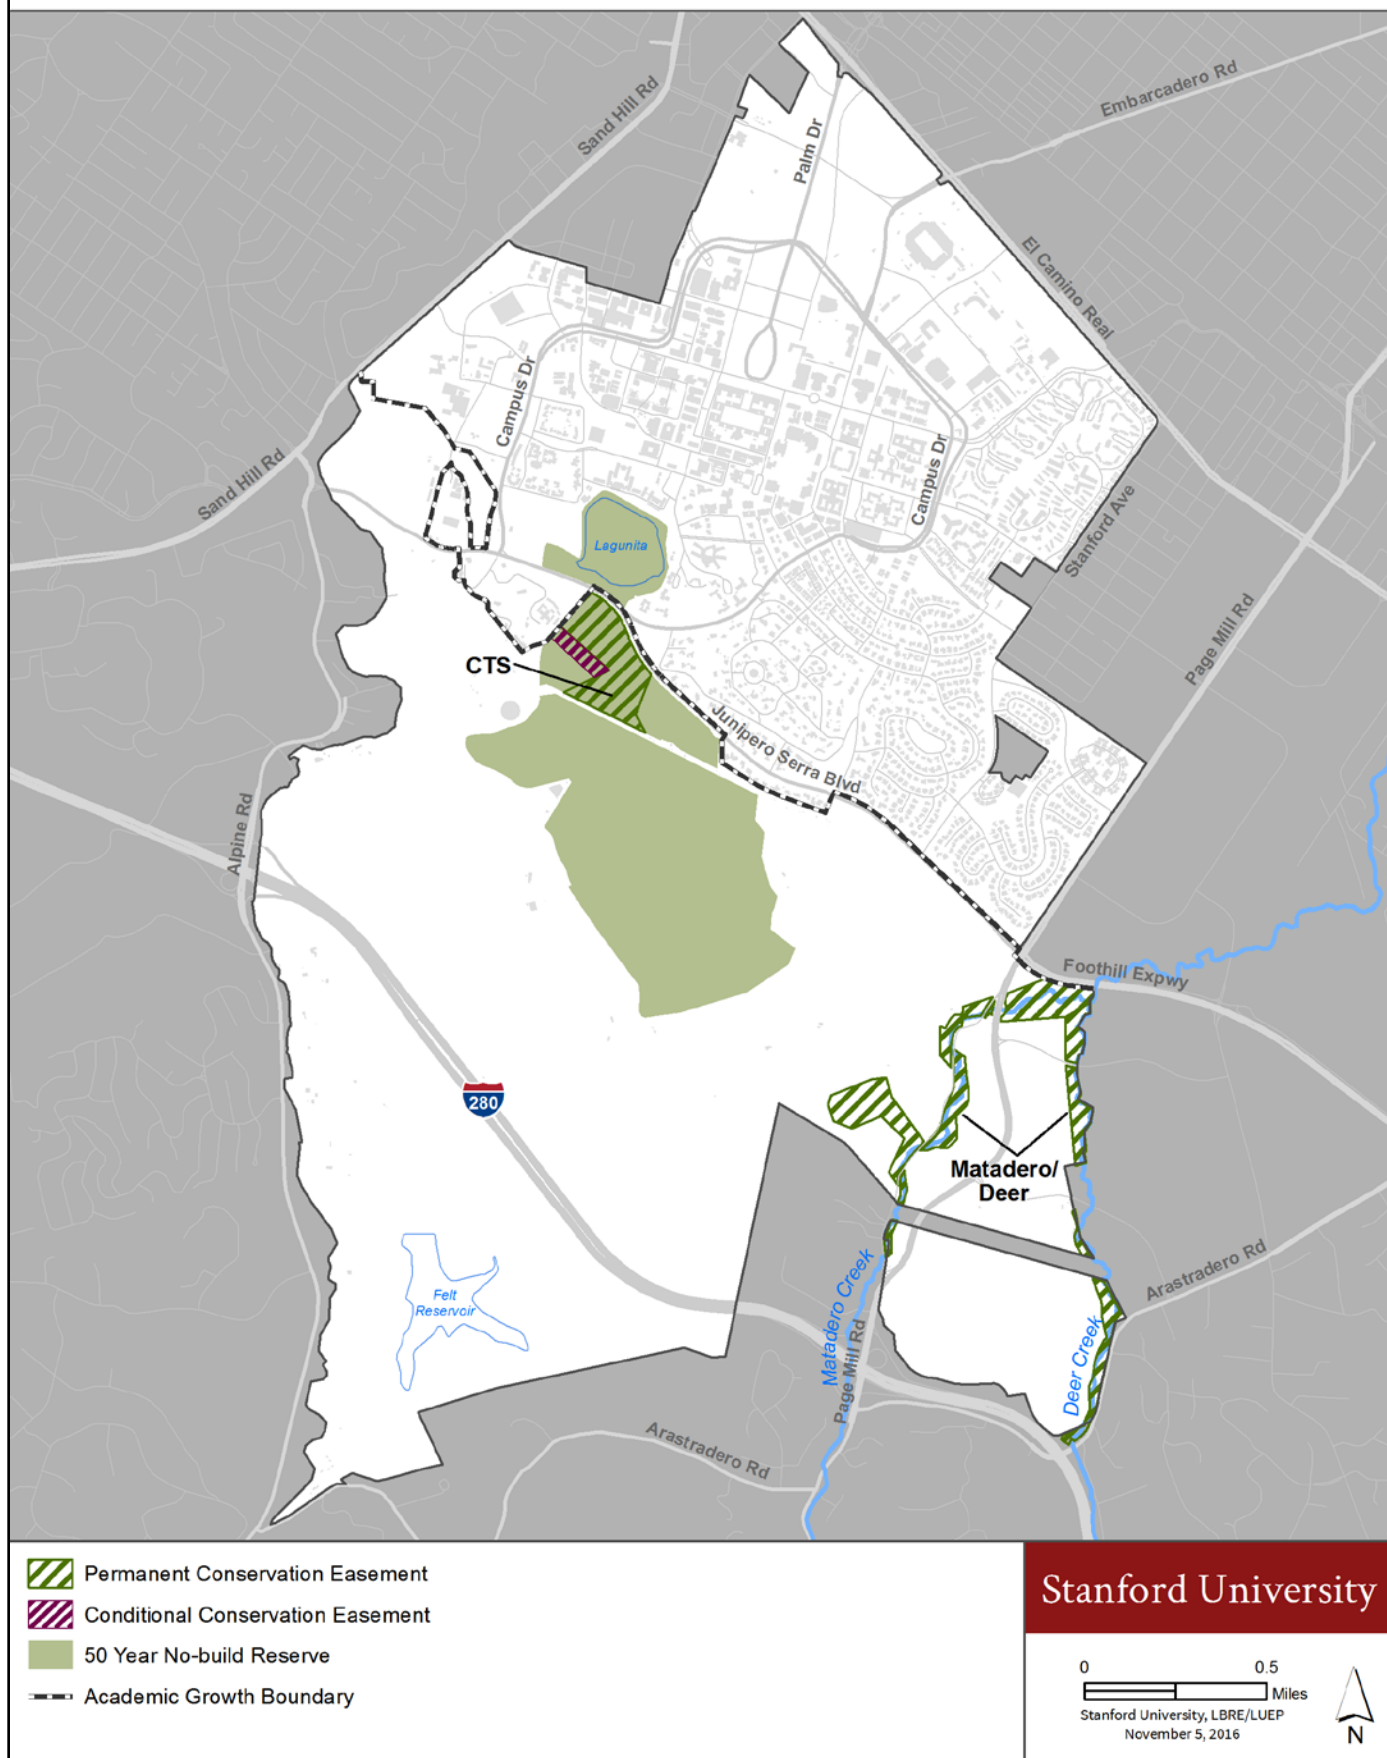 Sand Hill Rd
Embarcadero Rd
Palm Dr
El Camino Real
Campus Dr
Campus Dr
Sand Hill Rd
Stanford Ave
Lagunita
Page Mill Rd
CTS
Junipero Serra Blvd
Alpine Rd
Foothill Expwy
280
Matadero/
Deer
Arastradero Rd
Felt
Reservoir
Matadero Creek
Page Mill Rd
Deer Creek
Arastradero Rd
Permanent Conservation Easement
Conditional Conservation Easement
50 Year No-build Reserve
Academic Growth Boundary
Stanford University
0 0.5
Miles
Stanford University, LBRE/LUEP
November 5, 2016
N